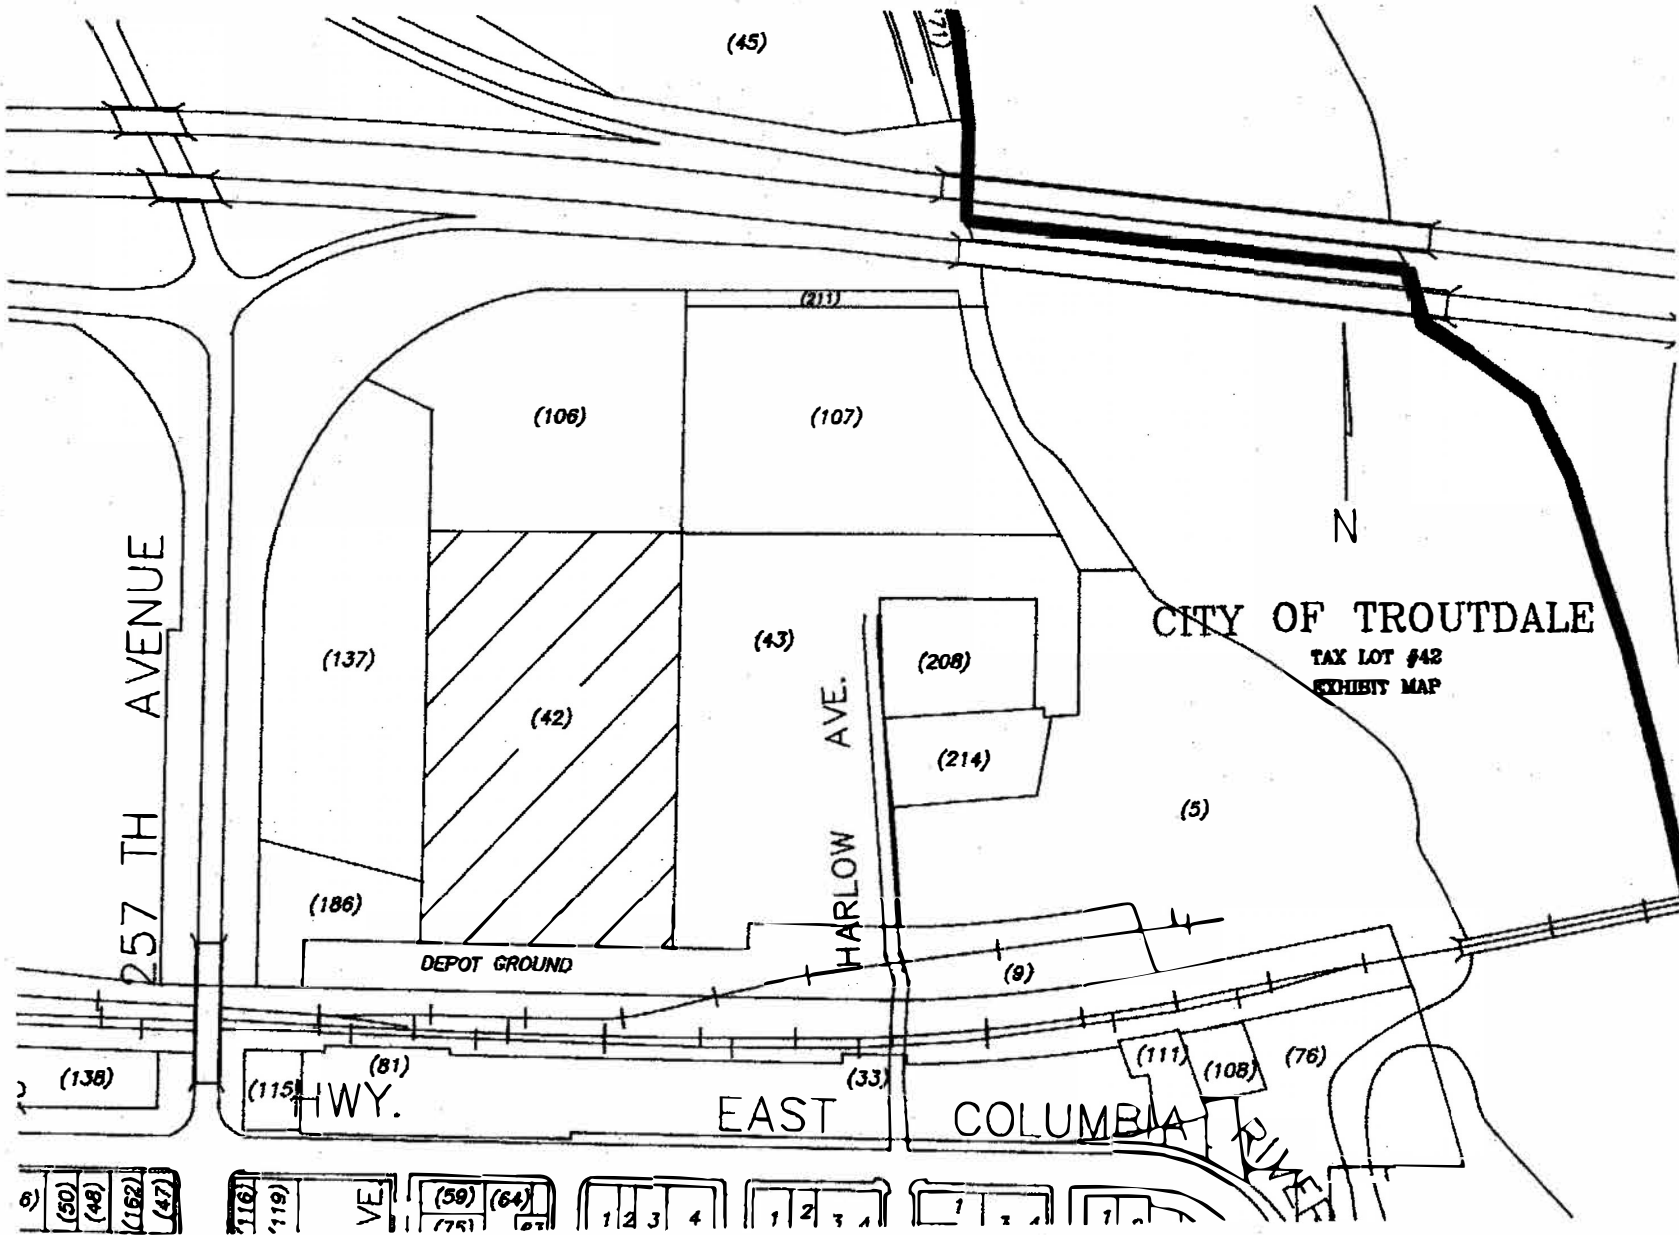 (45)
(211)
(106)
(107)
N
CITY OF TROUTDALE
TAX LOT #42
EXHIBIT MAP
257 TH AVENUE
(137)
(42)
(43)
(208)
(214)
HARLOW AVE.
(5)
(186)
DEPOT GROUND
(9)
(138)
(115)
(81)
(33)
(111)
(108)
(76)
HWY.
EAST
COLUMBIA
RIVER
(50)
(48)
(162)
(47)
(116)
(119)
VE.
(59)
(64)
(75)
1 2 3 4
1 2 3 4
1 3 4
1